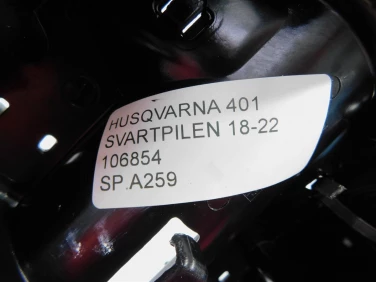 HUSQVARNA 401
SVARTPILEN 18-22
106854
SP.A259